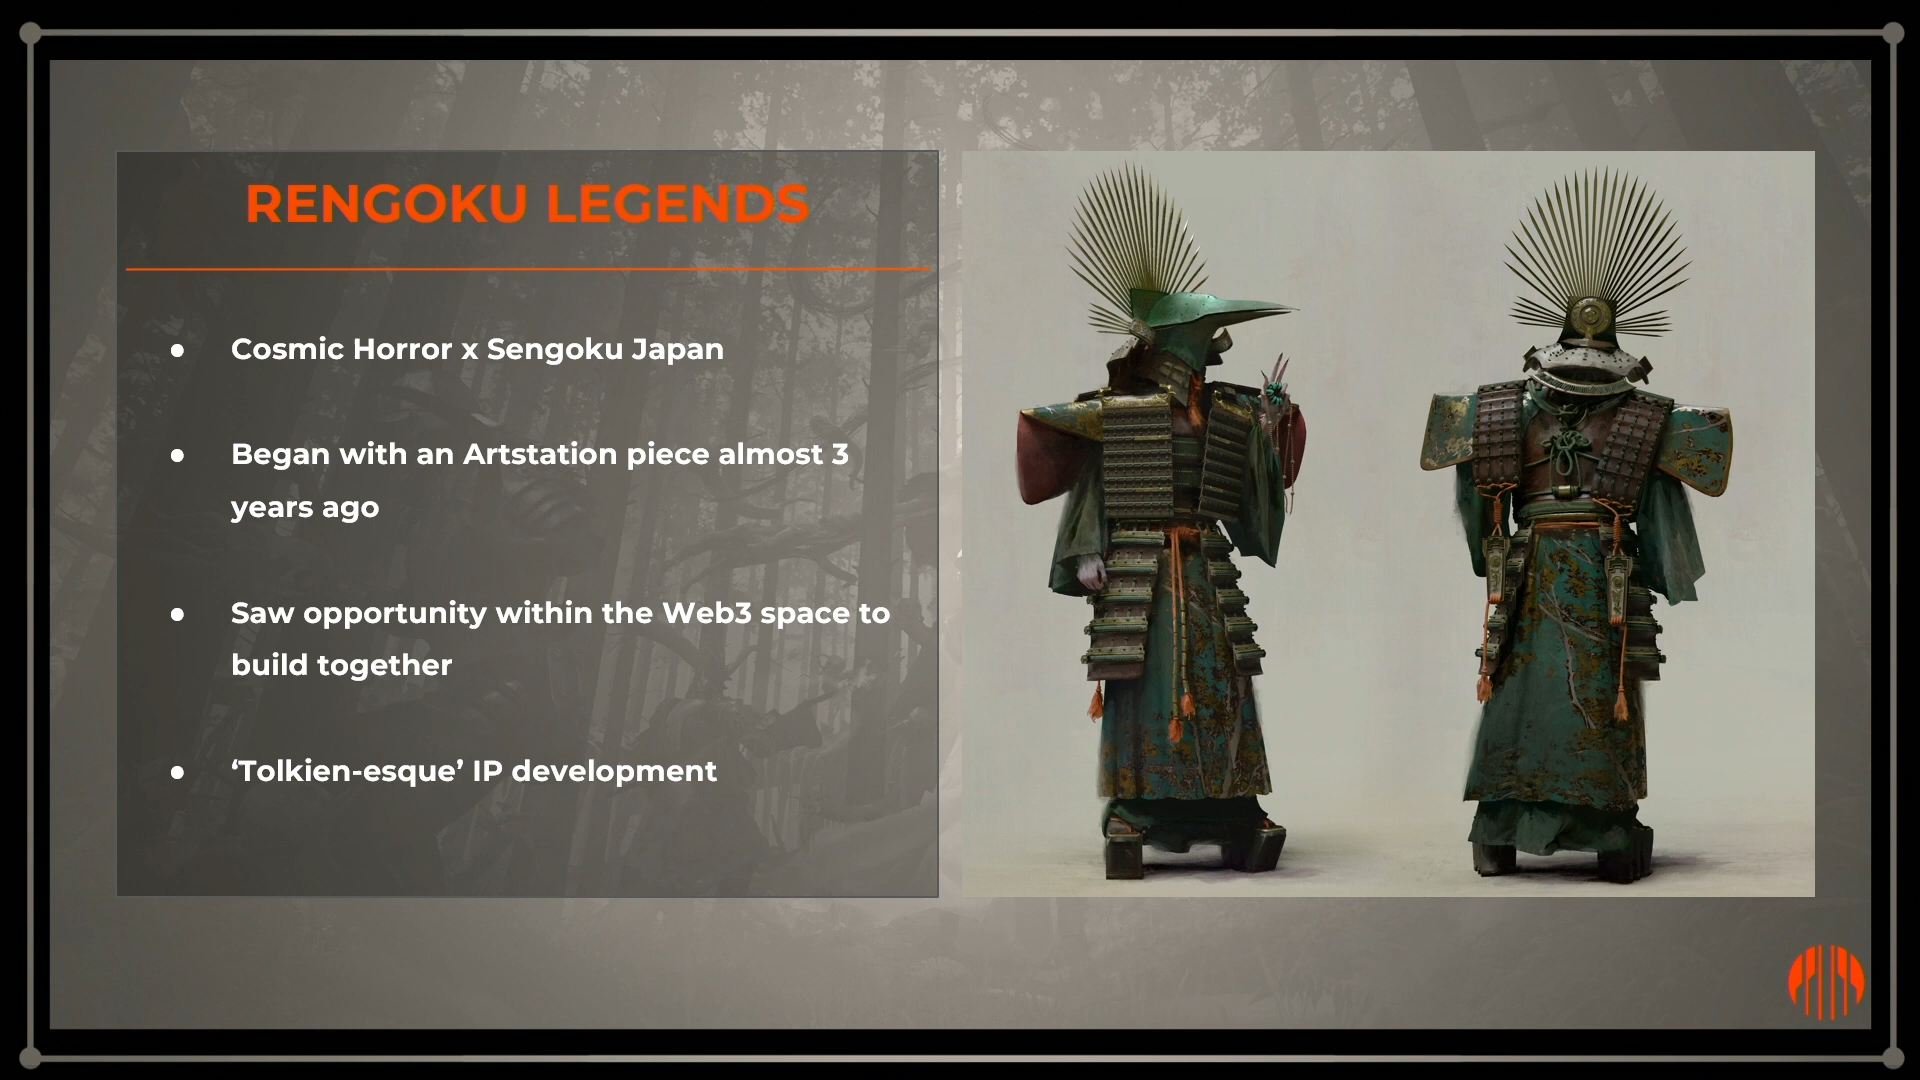 RENGOKU LEGENDS
● Cosmic Horror x Sengoku Japan
● Began with an Artstation piece almost 3
years ago
● Saw opportunity within the Web3 space to
build together
● ‘Tolkien-esque’ IP development